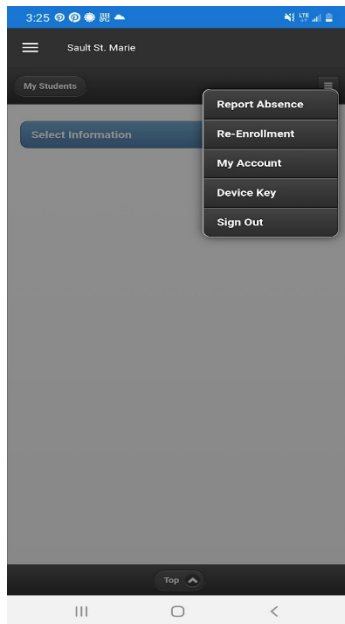 3:25
LTE
Sault St. Marie
My Students
Report Absence
Select Information
Re-Enrollment
My Account
Device Key
Sign Out
Top